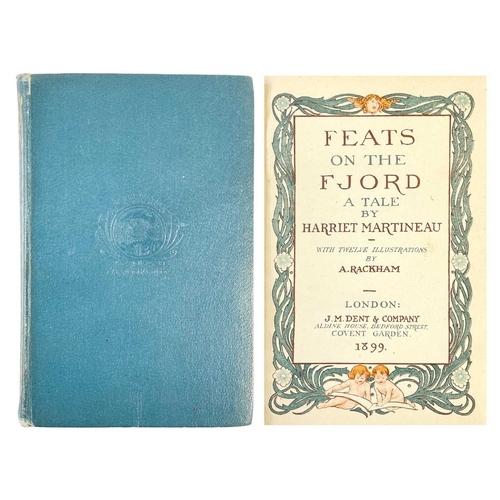 FEATS
ON THE
FJORD
A TALE
BY
HARRIET MARTINEAU
WITH TWELVE ILLUSTRATIONS
BY
A. RACKHAM
LONDON:
J. M. DENT & COMPANY
ALDINE HOUSE, BEDFORD STREET,
COVENT GARDEN.
1899.